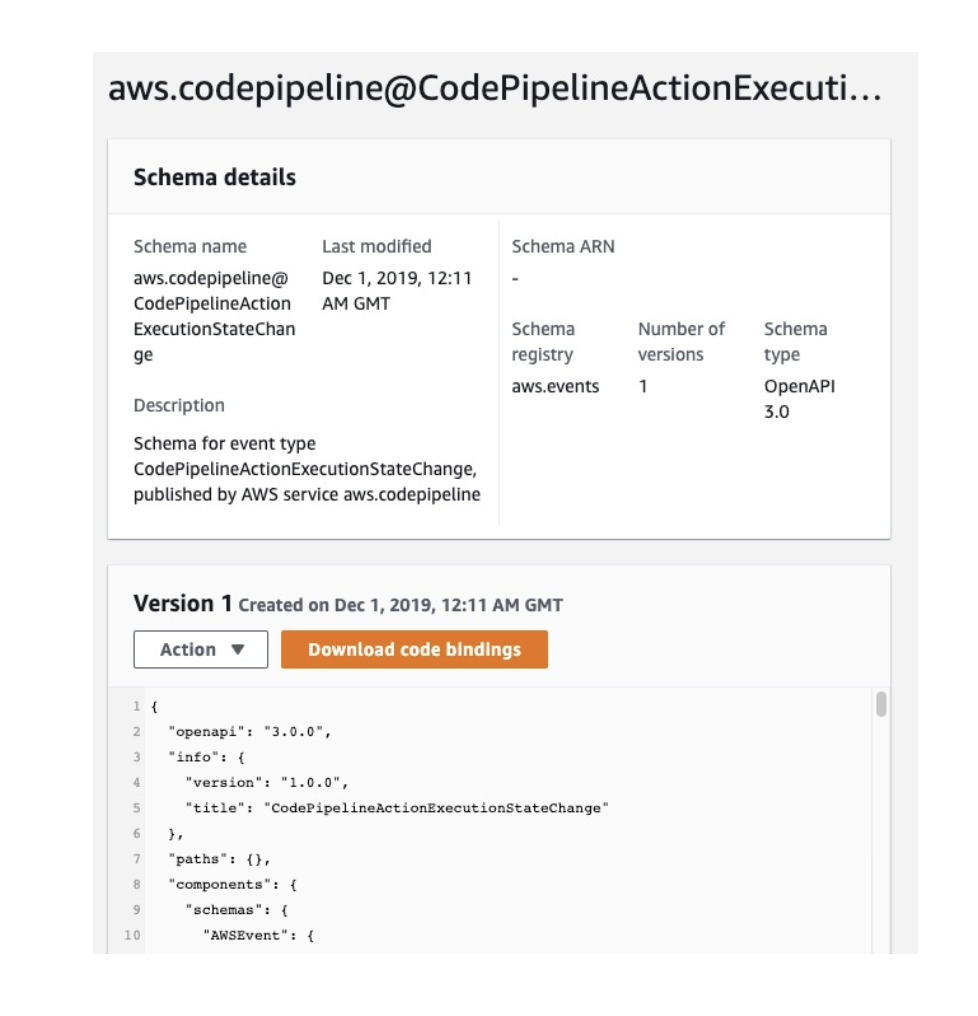 aws.codepipeline@CodePipelineActionExecuti...
Schema details
Schema name
aws.codepipeline@
CodePipelineAction
ExecutionStateChan
ge
Last modified
Dec 1, 2019, 12:11
AM GMT
Description
Schema for event type
CodePipelineActionExecutionStateChange,
published by AWS service aws.codepipeline
Schema ARN
-
Schema
registry
aws.events
Number of
versions
1
Schema
type
OpenAPI
3.0
Version 1 Created on Dec 1, 2019, 12:11 AM GMT
Action ▼
Download code bindings
1 {
2   "openapi": "3.0.0",
3   "info": {
4     "version": "1.0.0",
5     "title": "CodePipelineActionExecutionStateChange"
6   },
7   "paths": {},
8   "components": {
9     "schemas": {
10       "AWSEvent": {